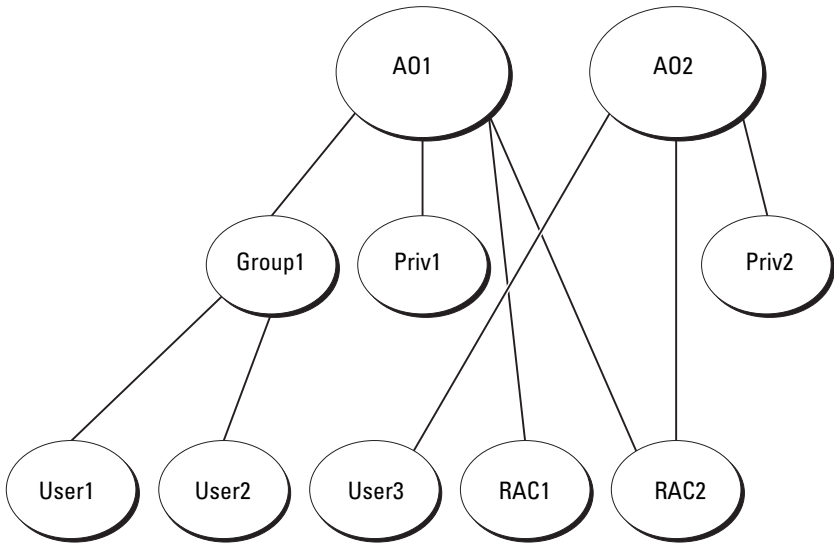 AO1
AO2
Group1
Priv1
Priv2
User1
User2
User3
RAC1
RAC2